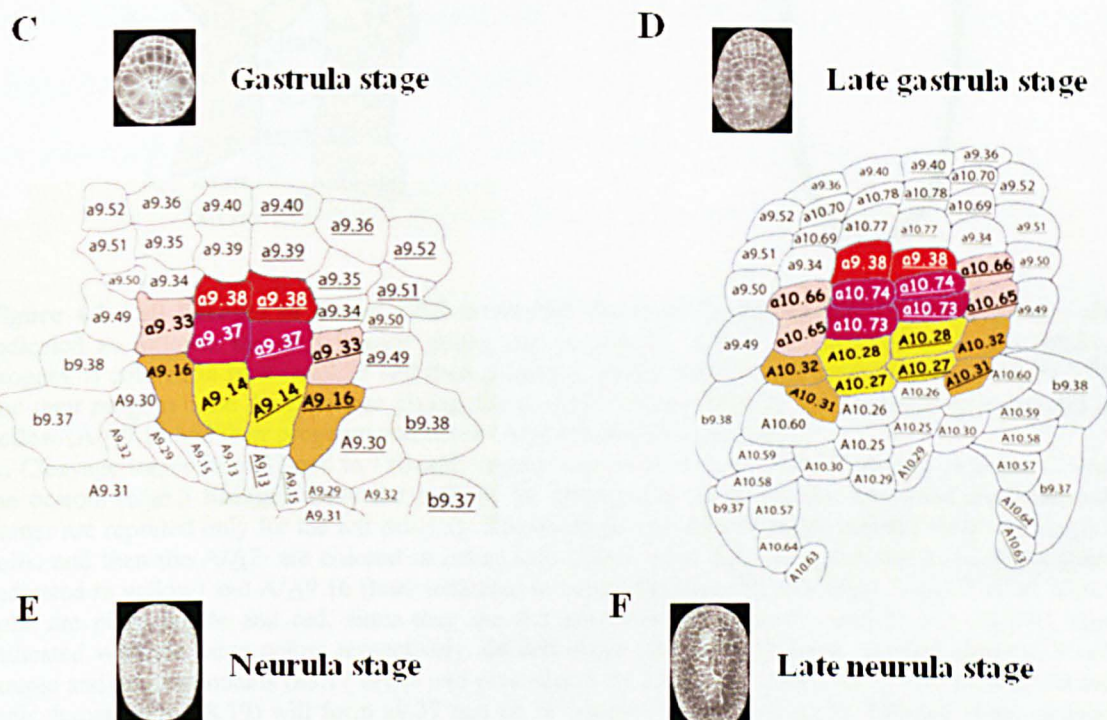 C
Gastrula stage
a9.52 a9.36 a9.40 a9.40 a9.36 a9.52
a9.51 a9.35 a9.39 a9.39 a9.35 a9.51
a9.50 a9.34 a9.38 a9.38 a9.34 a9.50
a9.49 a9.33 a9.37 a9.37 a9.33 a9.49
b9.38 A9.16 A9.14 A9.14 A9.16 b9.38
b9.37 A9.30 A9.30 b9.37
A9.32 A9.29 A9.15 A9.13 A9.13 A9.15 A9.29 A9.32
A9.31 A9.31
D
Late gastrula stage
a9.36 a9.40 a9.40 a9.36
a9.52 a10.70 a10.78 a10.78 a10.70 a9.52
a9.51 a10.69 a10.77 a10.77 a10.69 a9.51
a9.50 a9.34 a9.38 a9.38 a9.34 a9.50
a10.66 a10.74 a10.74 a10.66
a9.49 a10.65 a10.73 a10.73 a10.65 a9.49
A10.32 A10.28 A10.28 A10.32
A10.31 A10.27 A10.27 A10.31
b9.38 A10.60 A10.26 A10.26 A10.60 b9.38
A10.59 A10.25 A10.25 A10.30 A10.59
A10.58 A10.30 A10.29 A10.29 A10.58
b9.37 A10.57 A10.57 b9.37
A10.64 A10.63 A10.64 A10.63
E
Neurula stage
F
Late neurula stage